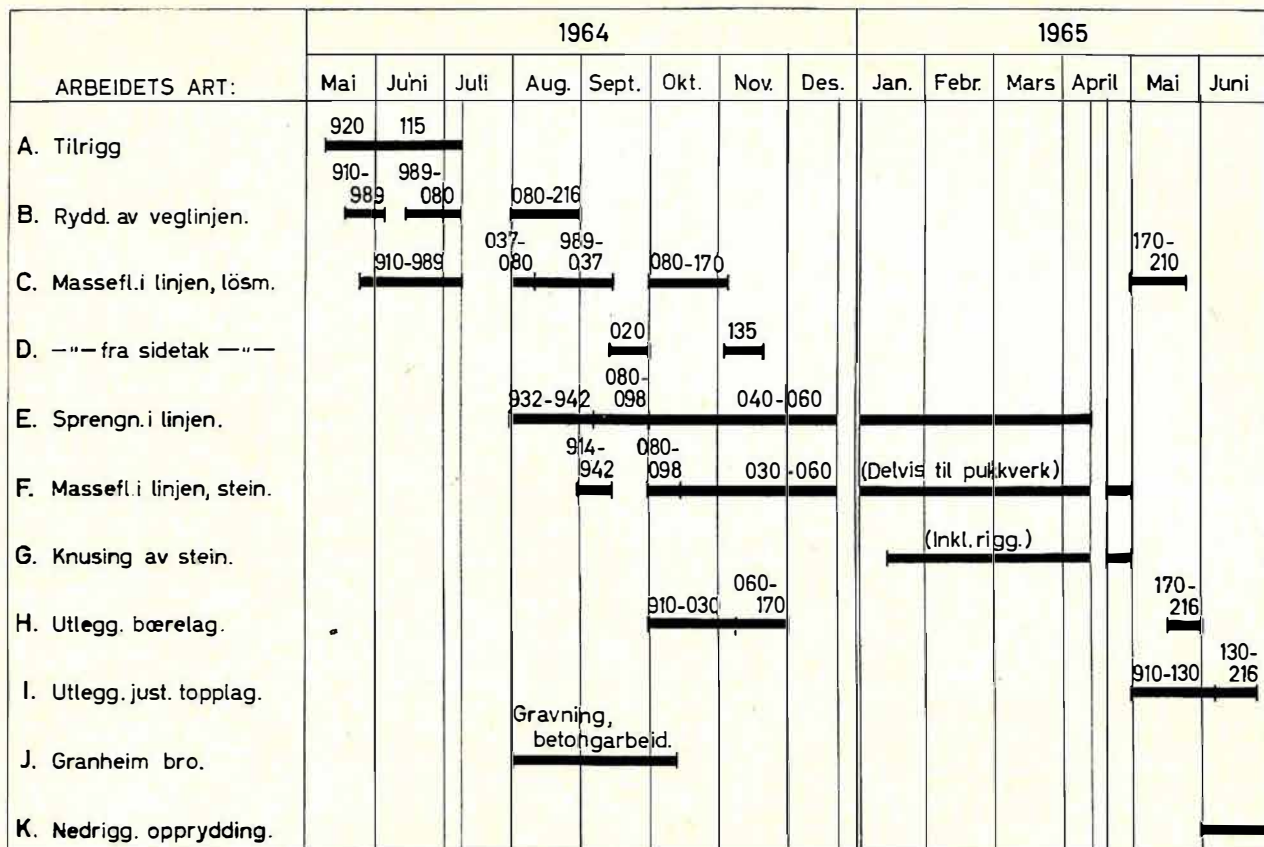 1964 1965
ARBEIDETS ART: Mai Juni Juli Aug. Sept. Okt. Nov. Des. Jan. Febr. Mars April Mai Juni
920 115
A. Tilrigg
910- 989-
989 080 080-216
B. Rydd. av veglinjen.
037- 989- 170-
910-989 080 037 080-170 210
C. Massefl. i linjen, lösm.
020 135
D. —"— fra sidetak —"—
080-
932-942 098 040-060
E. Sprengn. i linjen.
914- 080-
942 098 030-060 (Delvis til pukkverk)
F. Massefl. i linjen, stein.
(Inkl. rigg.)
G. Knusing av stein.
060- 170-
910-030 170 216
H. Utlegg. bærelag.
130-
910-130 216
I. Utlegg. just. topplag.
Gravning,
betongarbeid.
J. Granheim bro.
K. Nedrigg. opprydding.